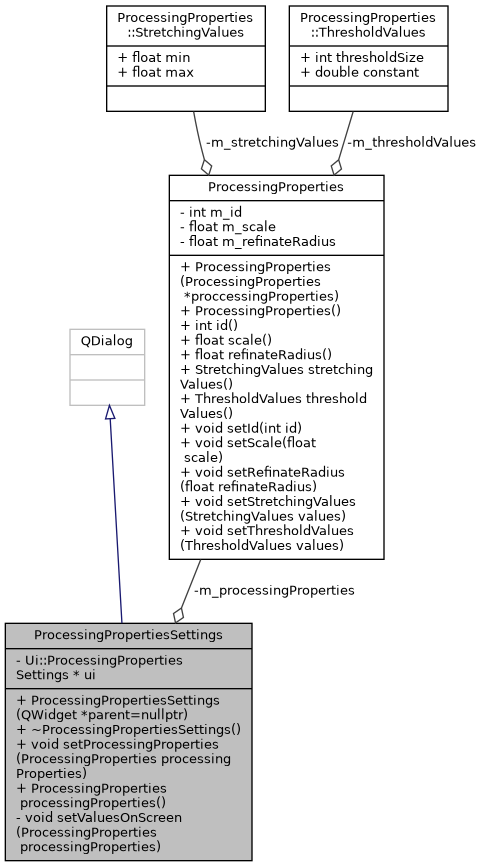 ProcessingProperties
::StretchingValues
+ float min
+ float max
ProcessingProperties
::ThresholdValues
+ int thresholdSize
+ double constant
-m_stretchingValues
-m_thresholdValues
ProcessingProperties
- int m_id
- float m_scale
- float m_refinateRadius
+ ProcessingProperties
(ProcessingProperties
*proccessingProperties)
+ ProcessingProperties()
+ int id()
+ float scale()
+ float refinateRadius()
+ StretchingValues stretching
Values()
+ ThresholdValues threshold
Values()
+ void setId(int id)
+ void setScale(float
scale)
+ void setRefinateRadius
(float refinateRadius)
+ void setStretchingValues
(StretchingValues values)
+ void setThresholdValues
(ThresholdValues values)
QDialog
-m_processingProperties
ProcessingPropertiesSettings
- Ui::ProcessingProperties
Settings * ui
+ ProcessingPropertiesSettings
(QWidget *parent=nullptr)
+ ~ProcessingPropertiesSettings()
+ void setProcessingProperties
(ProcessingProperties processing
Properties)
+ ProcessingProperties
processingProperties()
- void setValuesOnScreen
(ProcessingProperties
processingProperties)